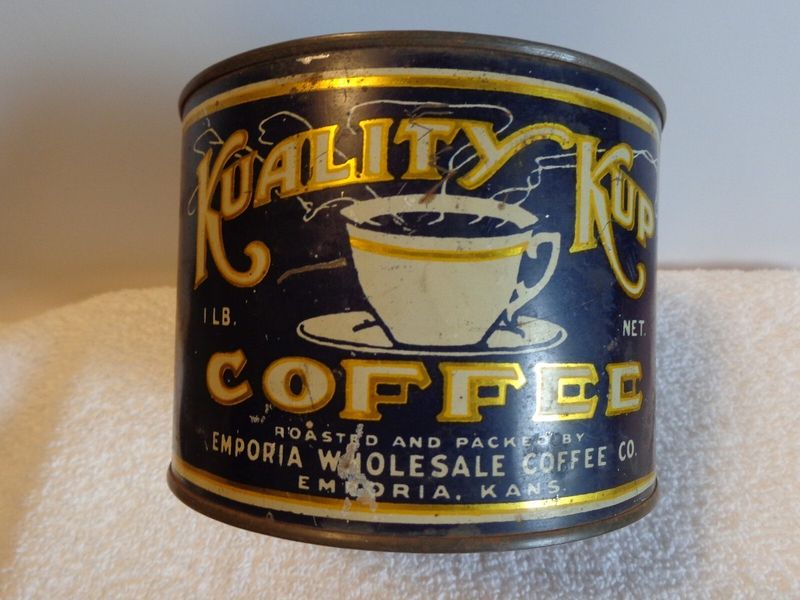 KUALITY KUP
1 LB. NET.
COFFEE
ROASTED AND PACKED BY
EMPORIA WHOLESALE COFFEE CO.
EMPORIA, KANS.